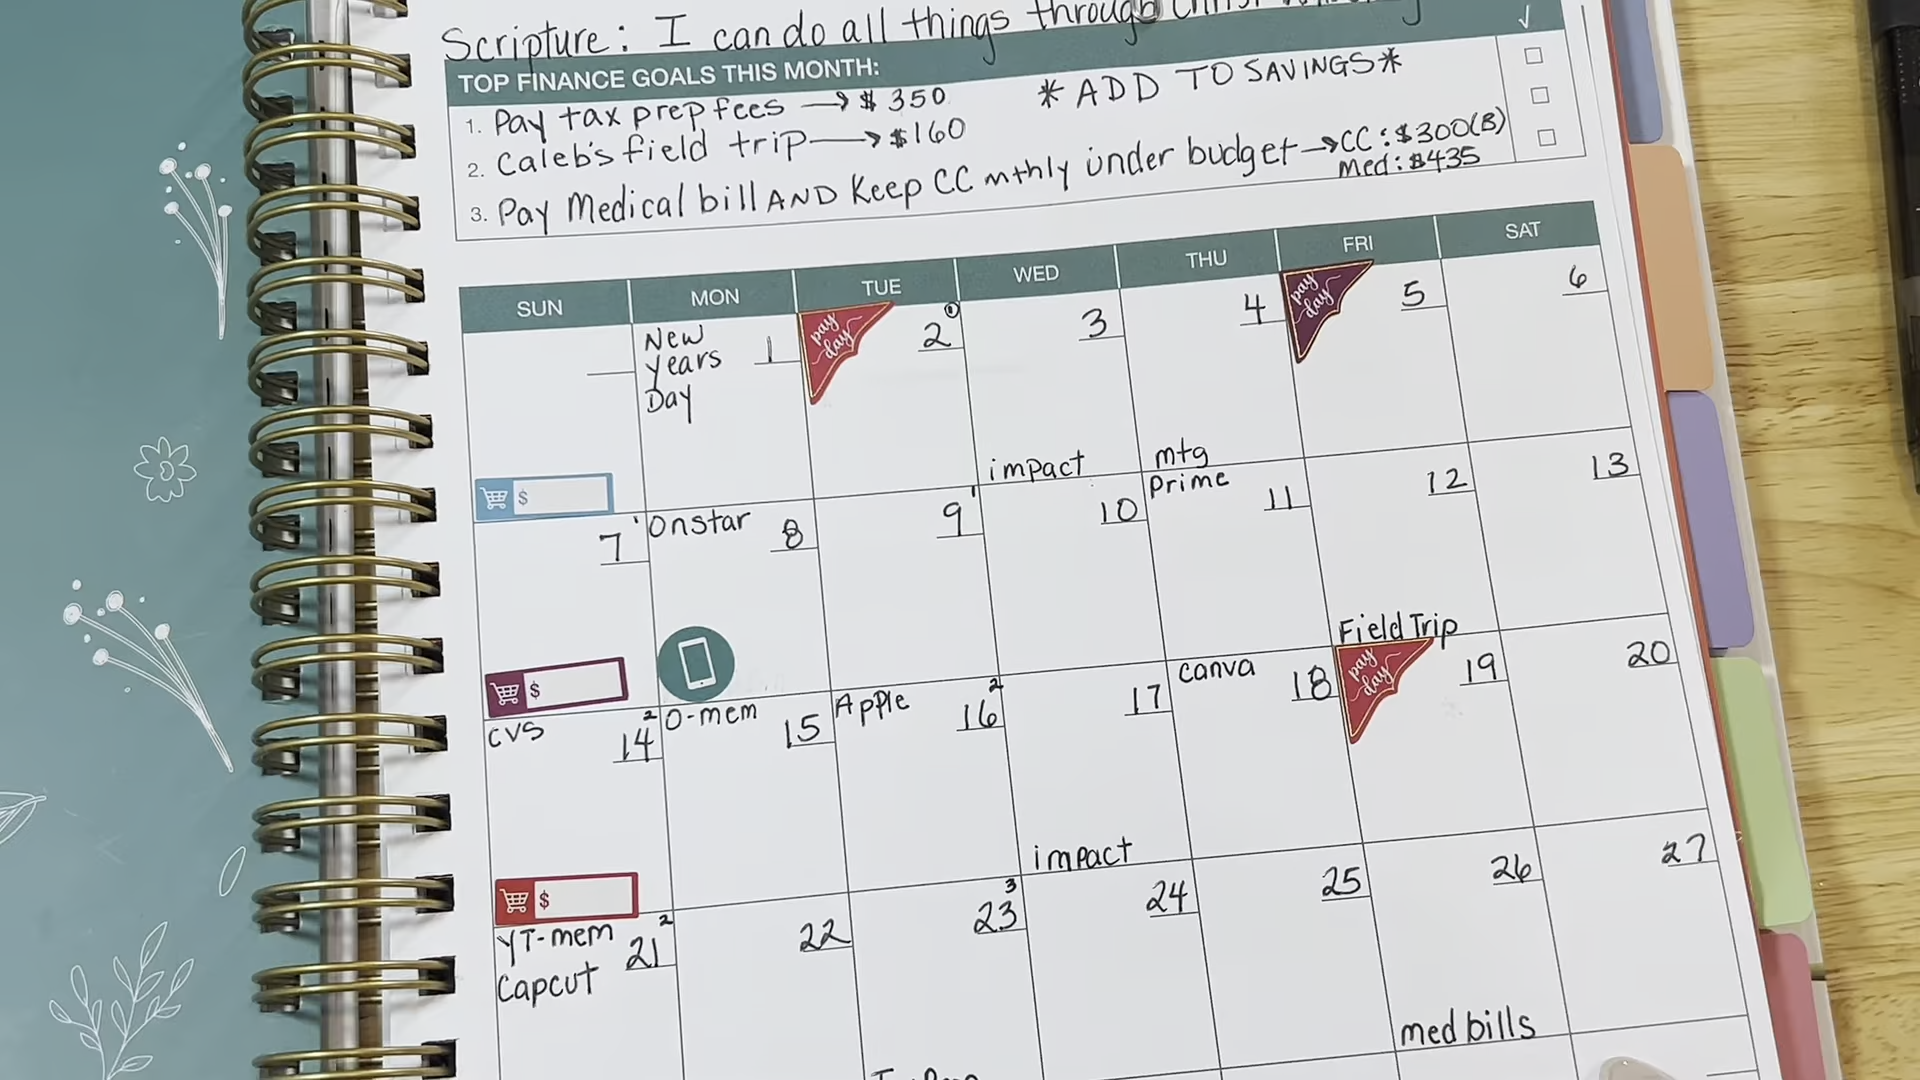 Scripture: I can do all things through
TOP FINANCE GOALS THIS MONTH: √
1. Pay tax prep fees → $350 *ADD TO SAVINGS*
2. Caleb's field trip → $160
3. Pay Medical bill AND Keep CC mthly under budget → CC: $300(B)
Med: $435
SUN MON TUE WED THU FRI SAT
New Years Day 1
pay day 2
3 impact
4 mtg
pay day 5
6
$
7
Onstar 8
9
10
Prime 11
12 Field Trip
13
$
CVS 14
O-mem 15
Apple 16
17 impact
Canva 18
pay day 19
20
$
YT-mem 21
Capcut
22
23
24
25
26 med bills
27